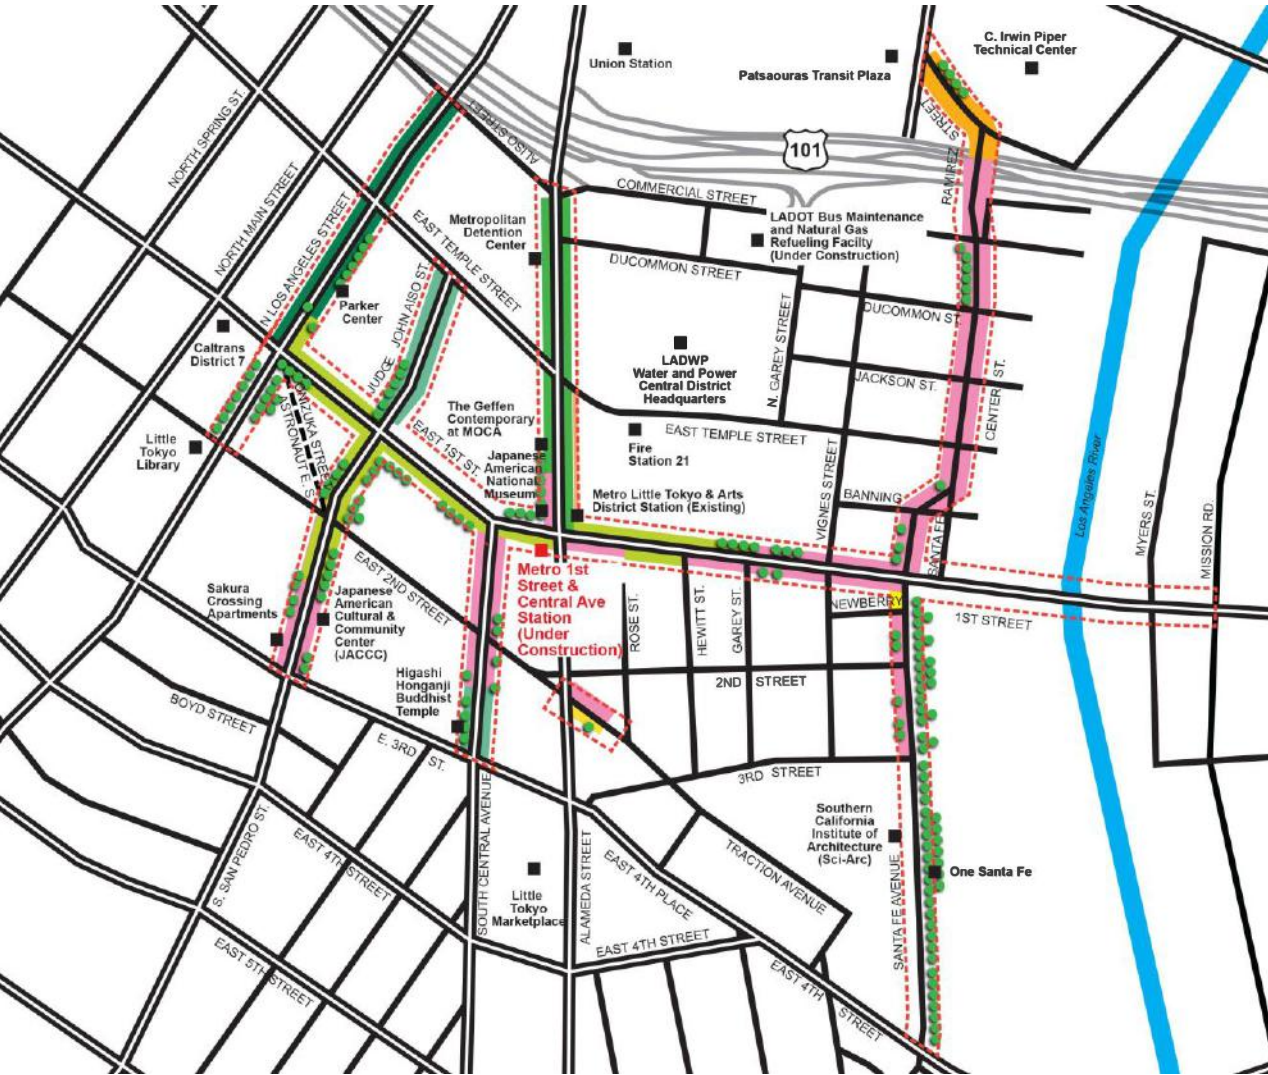 Union Station
Patsaouras Transit Plaza
C. Irwin Piper
Technical Center
101
NORTH SPRING ST.
NORTH MAIN STREET
N LOS ANGELES STREET
ALISO STREET
RAMIREZ
STREET
COMMERCIAL STREET
Metropolitan
Detention
Center
EAST TEMPLE STREET
LADOT Bus Maintenance
and Natural Gas
Refueling Facilty
(Under Construction)
DUCOMMON STREET
DUCOMMON ST.
Parker
Center
JUDGE JOHN AISO ST.
Caltrans
District 7
LADWP
Water and Power
Central District
Headquarters
N. GAREY STREET
JACKSON ST.
CENTER ST.
ASTRONAUT E. S.
ONIZUKA STREET
The Geffen
Contemporary
at MOCA
EAST 1ST ST.
EAST TEMPLE STREET
Little
Tokyo
Library
Fire
Station 21
Japanese
American
National
Museum
Metro Little Tokyo & Arts
District Station (Existing)
VIGNES STREET
BANNING
SANTA FE
Los Angeles River
MYERS ST.
MISSION RD.
Metro 1st
Street &
Central Ave
Station
(Under
Construction)
EAST 2ND STREET
Sakura
Crossing
Apartments
Japanese
American
Cultural &
Community
Center
(JACCC)
ROSE ST.
HEWITT ST.
GAREY ST.
NEWBERRY
1ST STREET
Higashi
Honganji
Buddhist
Temple
2ND STREET
BOYD STREET
E. 3RD ST.
3RD STREET
S. SAN PEDRO ST.
EAST 4TH STREET
SOUTH CENTRAL AVENUE
Little
Tokyo
Marketplace
ALAMEDA STREET
EAST 4TH PLACE
TRACTION AVENUE
Southern
California
Institute of
Architecture
(Sci-Arc)
One Santa Fe
SANTA FE AVENUE
EAST 4TH STREET
EAST 4TH STREET
EAST 5TH STREET